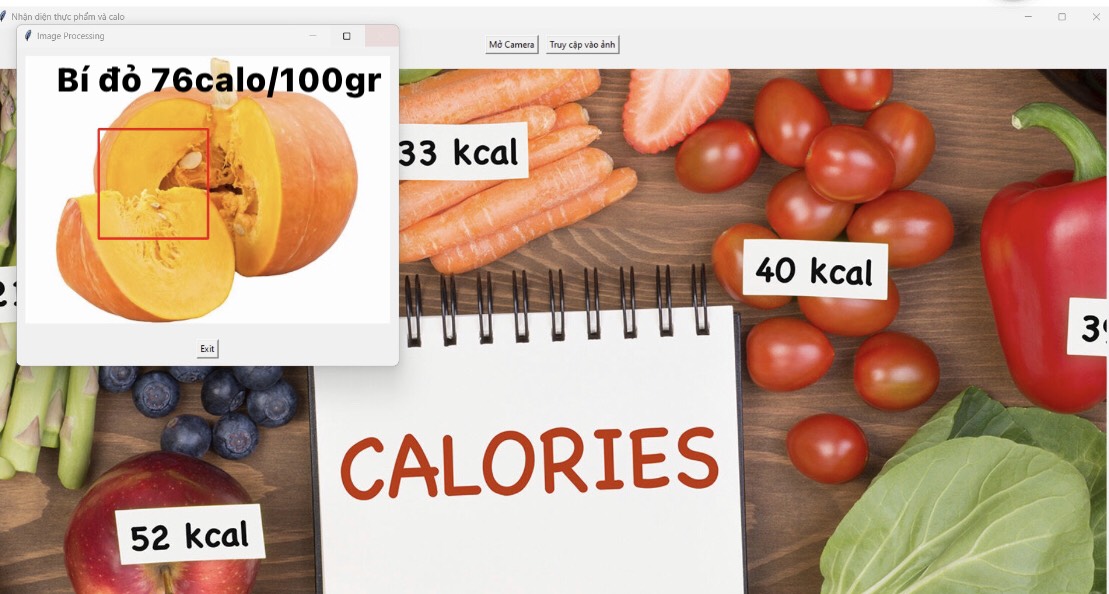 Nhận diện thực phẩm và calo
Image Processing
Mở Camera
Truy cập vào ảnh
Bí đỏ 76calo/100gr
Exit
33 kcal
40 kcal
CALORIES
52 kcal